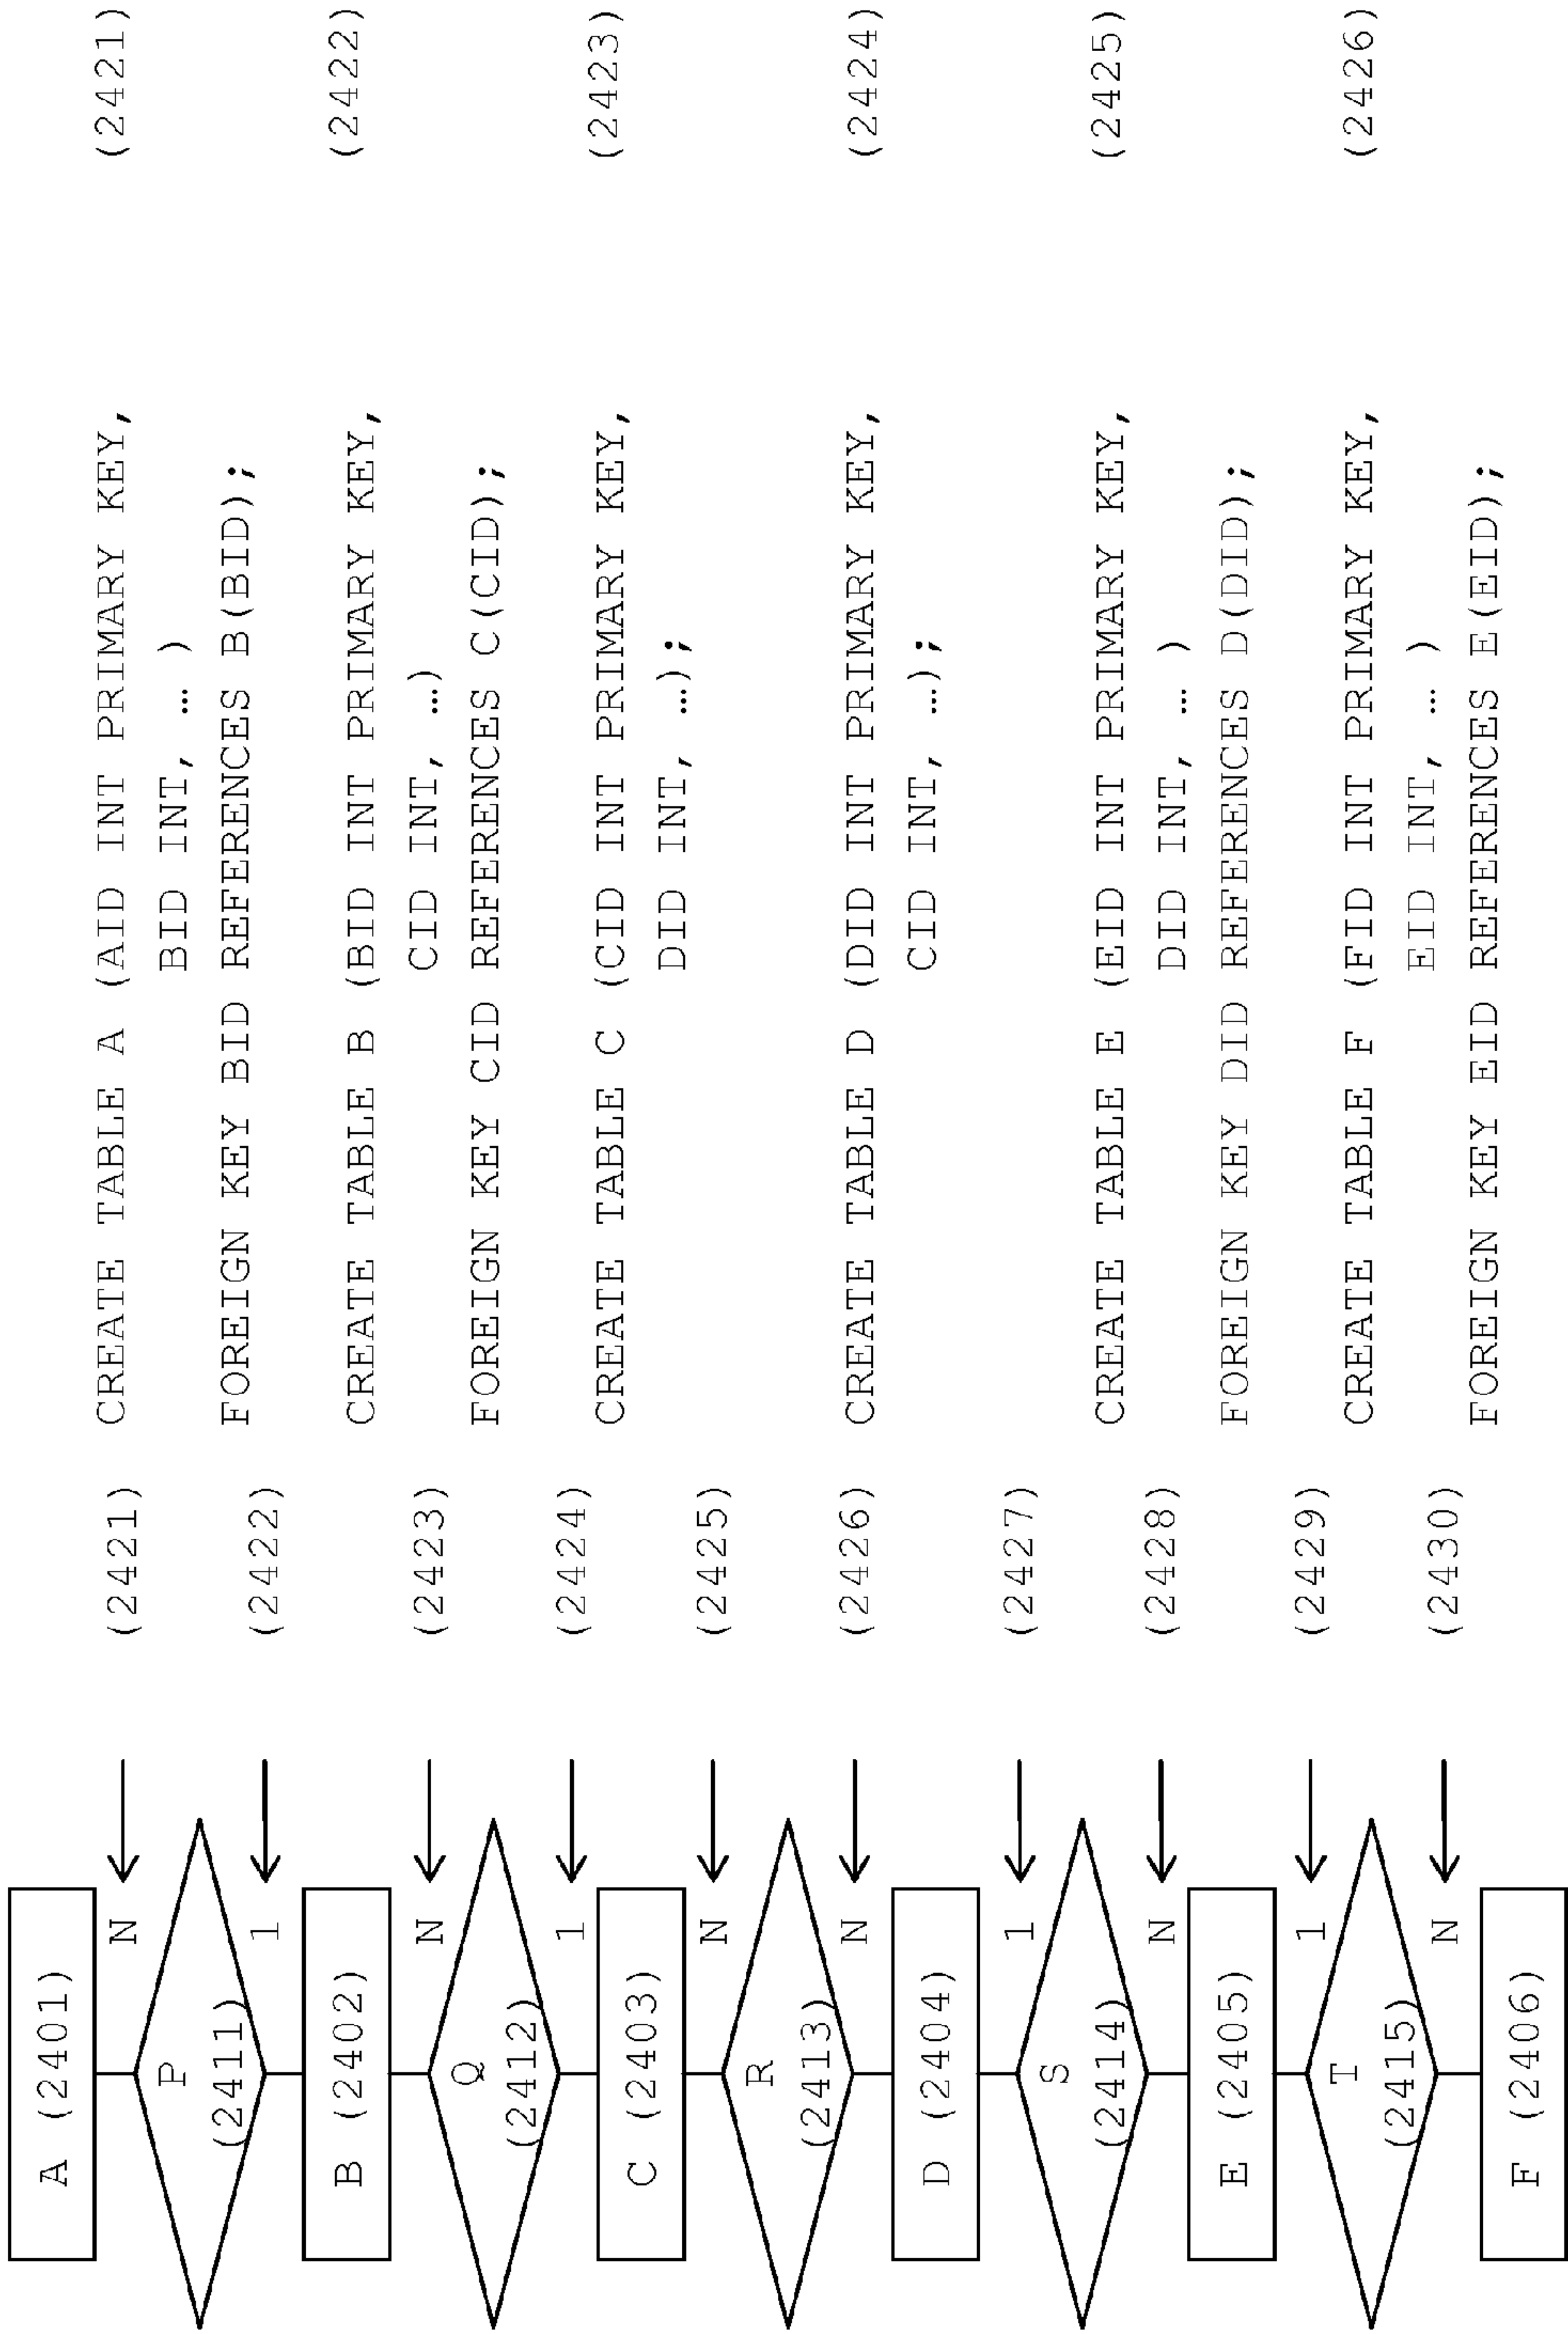 A (2401)
N
(2421)
P
(2411)
1
(2422)
B (2402)
N
(2423)
Q
(2412)
1
(2424)
C (2403)
N
(2425)
R
(2413)
N
(2426)
D (2404)
1
(2427)
S
(2414)
N
(2428)
E (2405)
1
(2429)
T
(2415)
N
(2430)
F (2406)
CREATE TABLE A (AID INT PRIMARY KEY, (2421)
BID INT, … )
FOREIGN KEY BID REFERENCES B(BID);
CREATE TABLE B (BID INT PRIMARY KEY, (2422)
CID INT, …)
FOREIGN KEY CID REFERENCES C(CID);
CREATE TABLE C (CID INT PRIMARY KEY, (2423)
DID INT, …);
CREATE TABLE D (DID INT PRIMARY KEY, (2424)
CID INT, …);
CREATE TABLE E (EID INT PRIMARY KEY, (2425)
DID INT, … )
FOREIGN KEY DID REFERENCES D(DID);
CREATE TABLE F (FID INT PRIMARY KEY, (2426)
EID INT, … )
FOREIGN KEY EID REFERENCES E(EID);